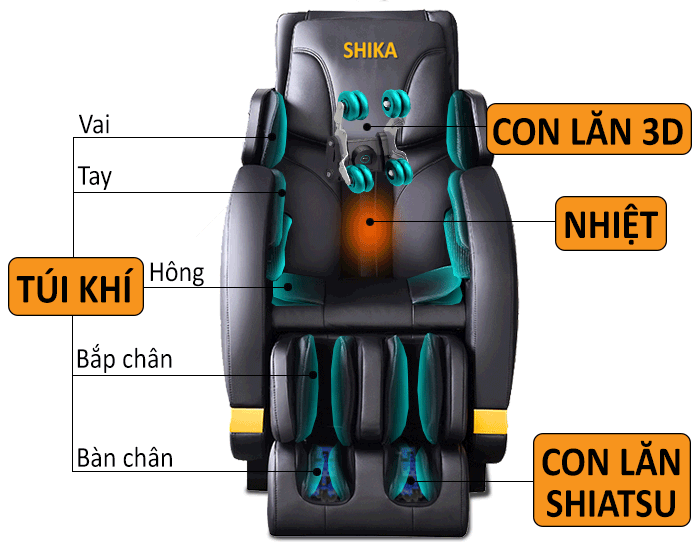 SHIKA
Vai
CON LĂN 3D
Tay
NHIỆT
TÚI KHÍ
Hông
Bắp chân
Bàn chân
CON LĂN
SHIATSU